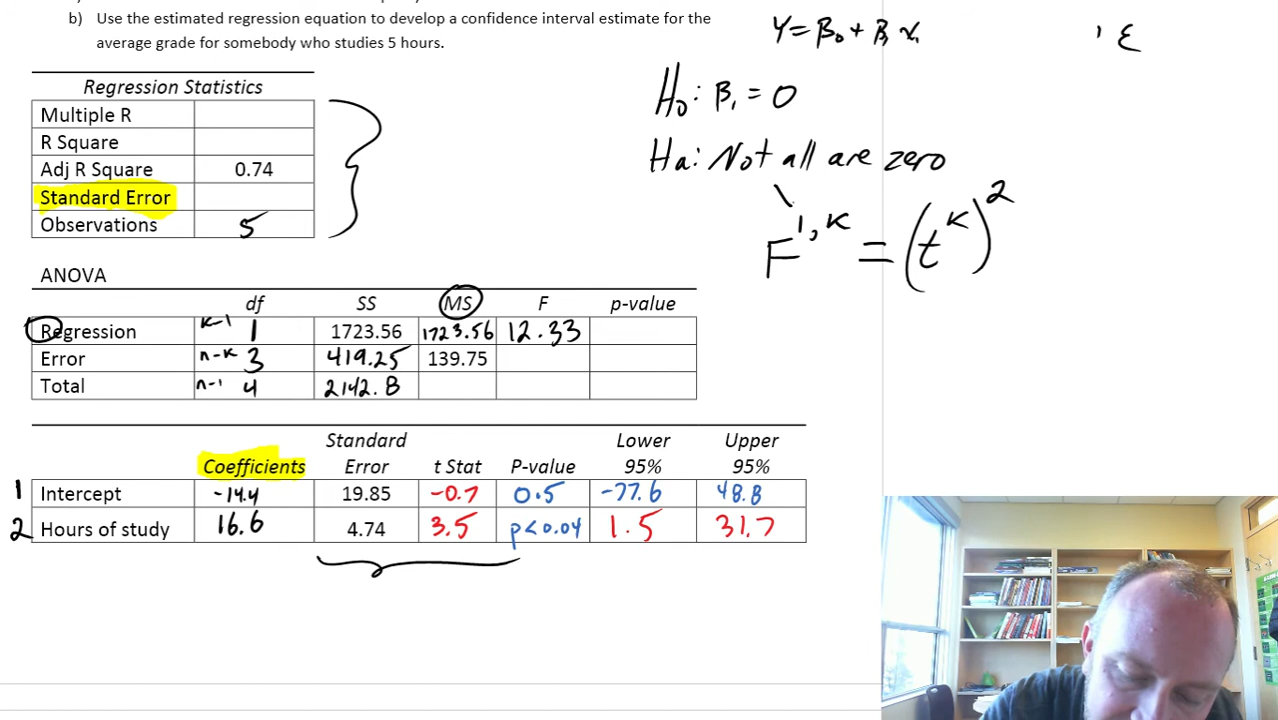 b) Use the estimated regression equation to develop a confidence interval estimate for the
average grade for somebody who studies 5 hours.
Y = β0 + β1 x1 , ε
H0: β1 = 0
Ha: Not all are zero
F^1,K = (t^K)^2
Regression Statistics
Multiple R
R Square
Adj R Square 0.74
Standard Error
Observations 5
ANOVA
df SS MS F p-value
Regression K-1 1 1723.56 1723.56 12.33
Error n-K 3 419.25 139.75
Total n-1 4 2142.8
Coefficients Standard Error t Stat P-value Lower 95% Upper 95%
1 Intercept -14.4 19.85 -0.7 0.5 -77.6 48.8
2 Hours of study 16.6 4.74 3.5 p<0.04 1.5 31.7